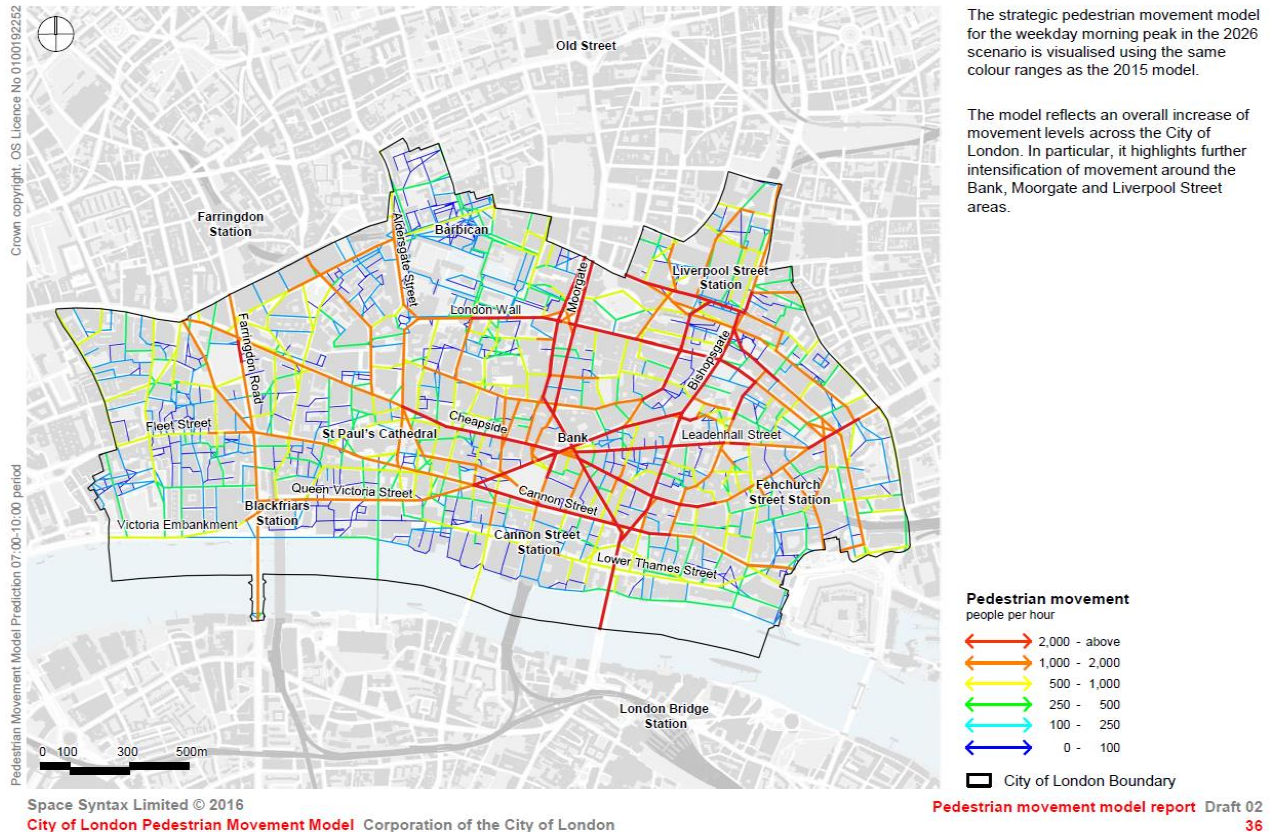 Crown copyright. OS Licence No 0100192252
Pedestrian Movement Model Prediction 07:00-10:00 period
Old Street
Farringdon
Station
Barbican
Aldersgate Street
Liverpool Street
Station
Moorgate
London Wall
Farringdon Road
Bishopsgate
Cheapside
Fleet Street
St Paul's Cathedral
Bank
Leadenhall Street
Queen Victoria Street
Cannon Street
Fenchurch
Street Station
Blackfriars
Station
Victoria Embankment
Cannon Street
Station
Lower Thames Street
London Bridge
Station
0 100 300 500m
The strategic pedestrian movement model
for the weekday morning peak in the 2026
scenario is visualised using the same
colour ranges as the 2015 model.
The model reflects an overall increase of
movement levels across the City of
London. In particular, it highlights further
intensification of movement around the
Bank, Moorgate and Liverpool Street
areas.
Pedestrian movement
people per hour
2,000 - above
1,000 - 2,000
500 - 1,000
250 - 500
100 - 250
0 - 100
City of London Boundary
Space Syntax Limited © 2016
City of London Pedestrian Movement Model Corporation of the City of London
Pedestrian movement model report Draft 02
36